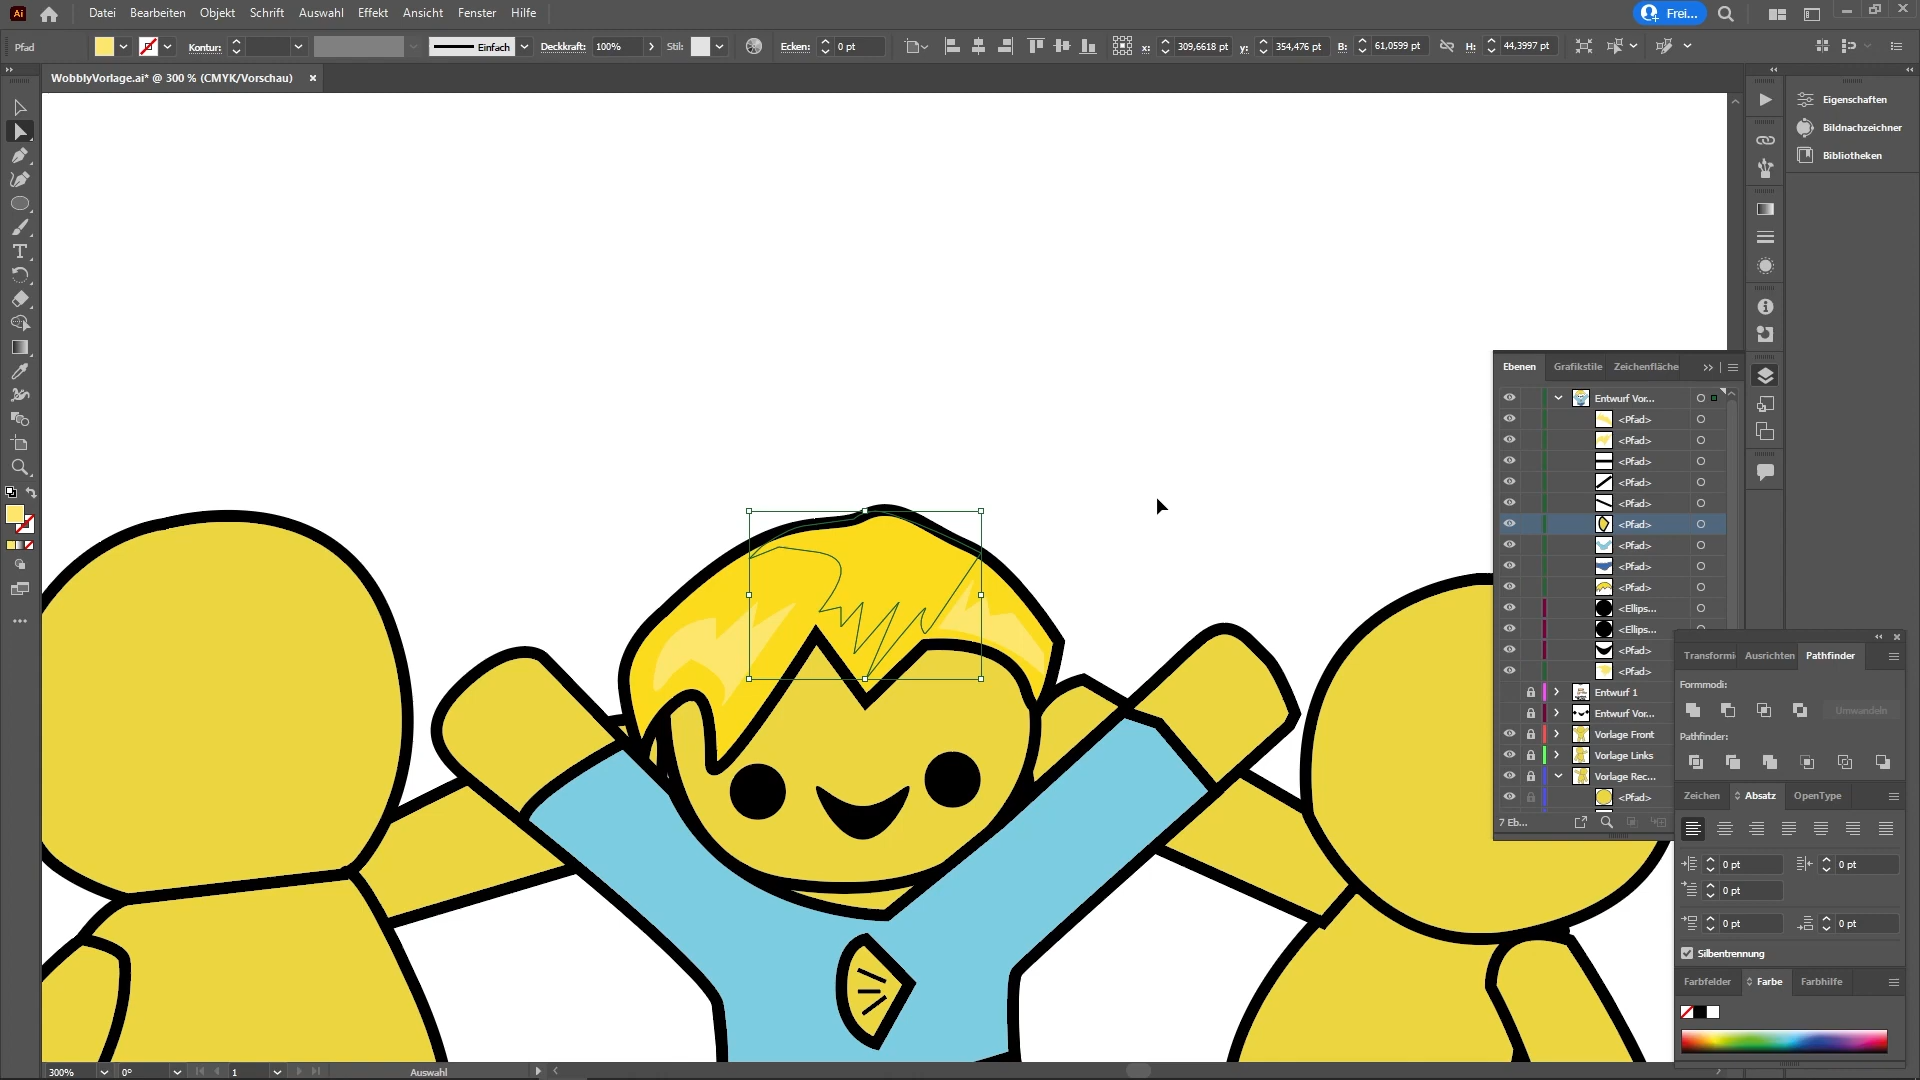 Ai Datei Bearbeiten Objekt Schrift Auswahl Effekt Ansicht Fenster Hilfe Frei...
Pfad Kontur: Einfach Deckkraft: 100% Stil: Ecken: 0 pt x: 309,6618 pt y: 354,476 pt B: 61,0599 pt H: 44,3997 pt
WobblyVorlage.ai* @ 300 % (CMYK/Vorschau)
Eigenschaften
Bildnachzeichner
Bibliotheken
Ebenen Grafikstile Zeichenfläche
Entwurf Vor...
<Pfad>
<Pfad>
<Pfad>
<Pfad>
<Pfad>
<Pfad>
<Pfad>
<Pfad>
<Pfad>
<Ellips...
<Ellips...
<Pfad>
<Pfad>
Entwurf 1
Entwurf Vor...
Vorlage Front
Vorlage Links
Vorlage Rec...
<Pfad>
7 Eb...
Transformi Ausrichten Pathfinder
Formmodi:
Umwandeln
Pathfinder:
Zeichen Absatz OpenType
0 pt 0 pt
0 pt
0 pt 0 pt
Silbentrennung
Farbfelder Farbe Farbhilfe
300% 0° 1 Auswahl